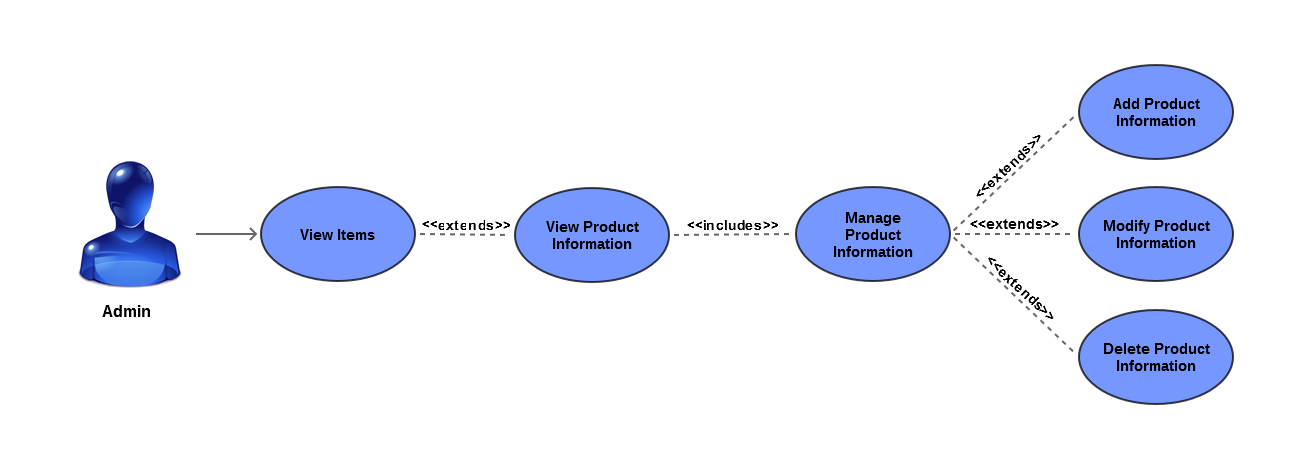 Admin
View Items
<<extends>>
View Product
Information
<<includes>>
Manage
Product
Information
<<extends>>
Add Product
Information
<<extends>>
Modify Product
Information
<<extends>>
Delete Product
Information